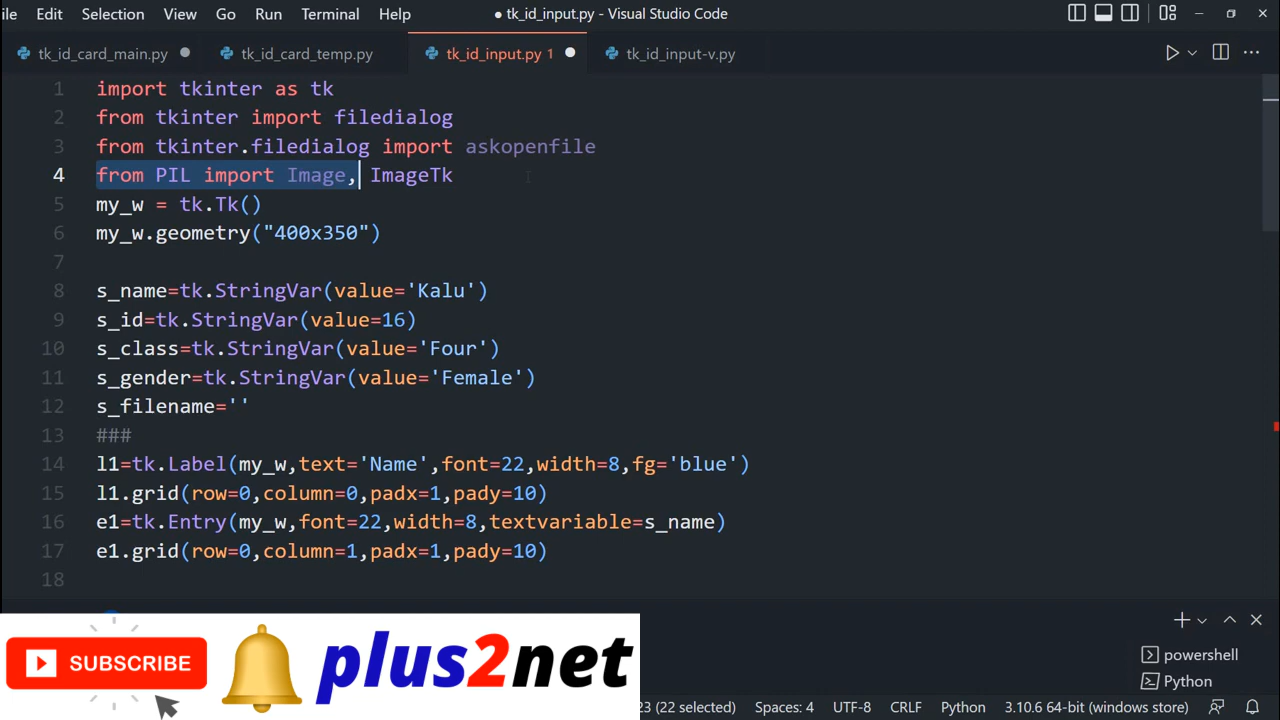 ile Edit Selection View Go Run Terminal Help ● tk_id_input.py - Visual Studio Code
tk_id_card_main.py tk_id_card_temp.py tk_id_input.py 1 tk_id_input-v.py
1 import tkinter as tk
2 from tkinter import filedialog
3 from tkinter.filedialog import askopenfile
4 from PIL import Image, ImageTk
5 my_w = tk.Tk()
6 my_w.geometry("400x350")
7
8 s_name=tk.StringVar(value='Kalu')
9 s_id=tk.StringVar(value=16)
10 s_class=tk.StringVar(value='Four')
11 s_gender=tk.StringVar(value='Female')
12 s_filename=''
13 ###
14 l1=tk.Label(my_w,text='Name',font=22,width=8,fg='blue')
15 l1.grid(row=0,column=0,padx=1,pady=10)
16 e1=tk.Entry(my_w,font=22,width=8,textvariable=s_name)
17 e1.grid(row=0,column=1,padx=1,pady=10)
18
powershell
Python
SUBSCRIBE plus2net
23 (22 selected) Spaces: 4 UTF-8 CRLF Python 3.10.6 64-bit (windows store)